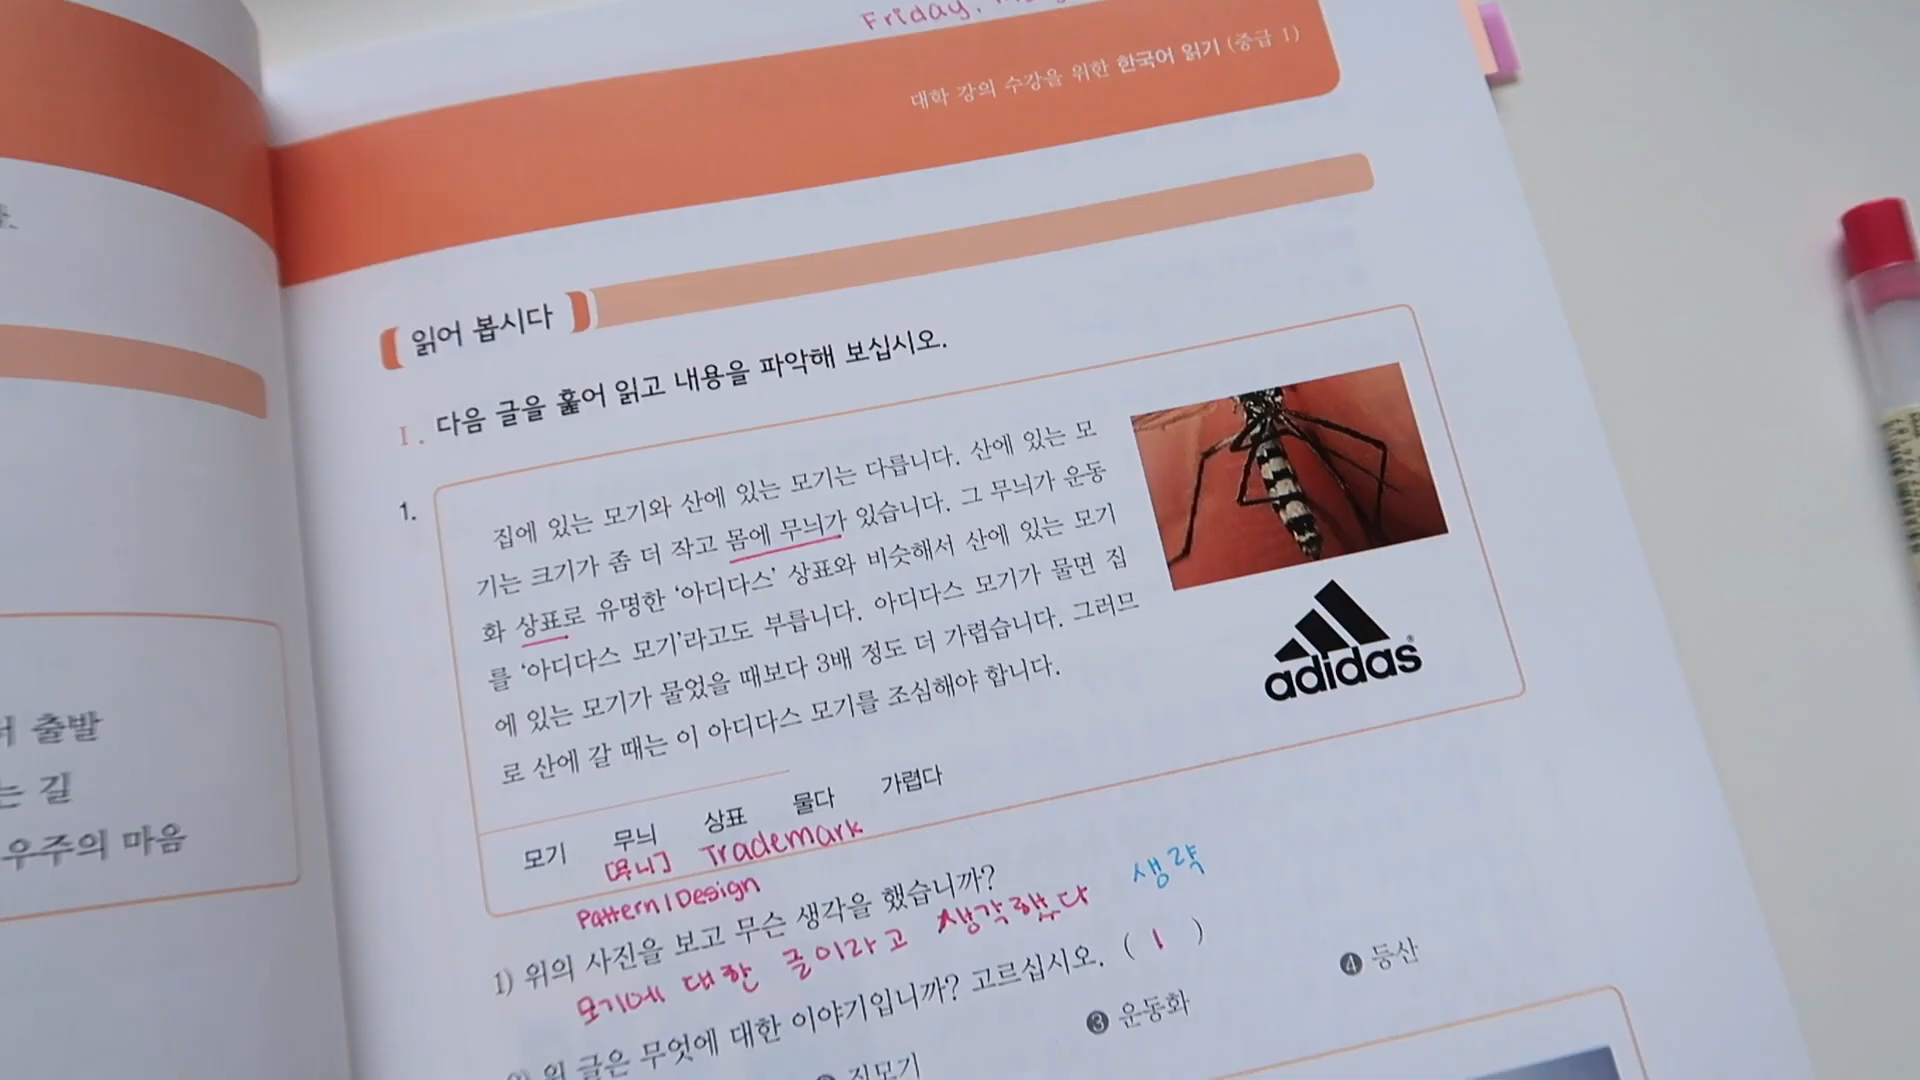 Friday.
대학 강의 수강을 위한 한국어 읽기 (중급 1)
읽어 봅시다
I. 다음 글을 훑어 읽고 내용을 파악해 보십시오.
1.
집에 있는 모기와 산에 있는 모기는 다릅니다. 산에 있는 모
기는 크기가 좀 더 작고 몸에 무늬가 있습니다. 그 무늬가 운동
화 상표로 유명한 ‘아디다스’ 상표와 비슷해서 산에 있는 모기
를 ‘아디다스 모기’라고도 부릅니다. 아디다스 모기가 물면 집
에 있는 모기가 물었을 때보다 3배 정도 더 가렵습니다. 그러므
로 산에 갈 때는 이 아디다스 모기를 조심해야 합니다.
adidas®
모기 무늬 상표 물다 가렵다
[무니] Trademark
Pattern/Design
1) 위의 사진을 보고 무슨 생각을 했습니까? 생략
모기에 대한 글이라고 생각했다
위 글은 무엇에 대한 이야기입니까? 고르십시오. ( 1 )
집모기 ❸ 운동화 ❹ 등산
출발
는 길
우주의 마음